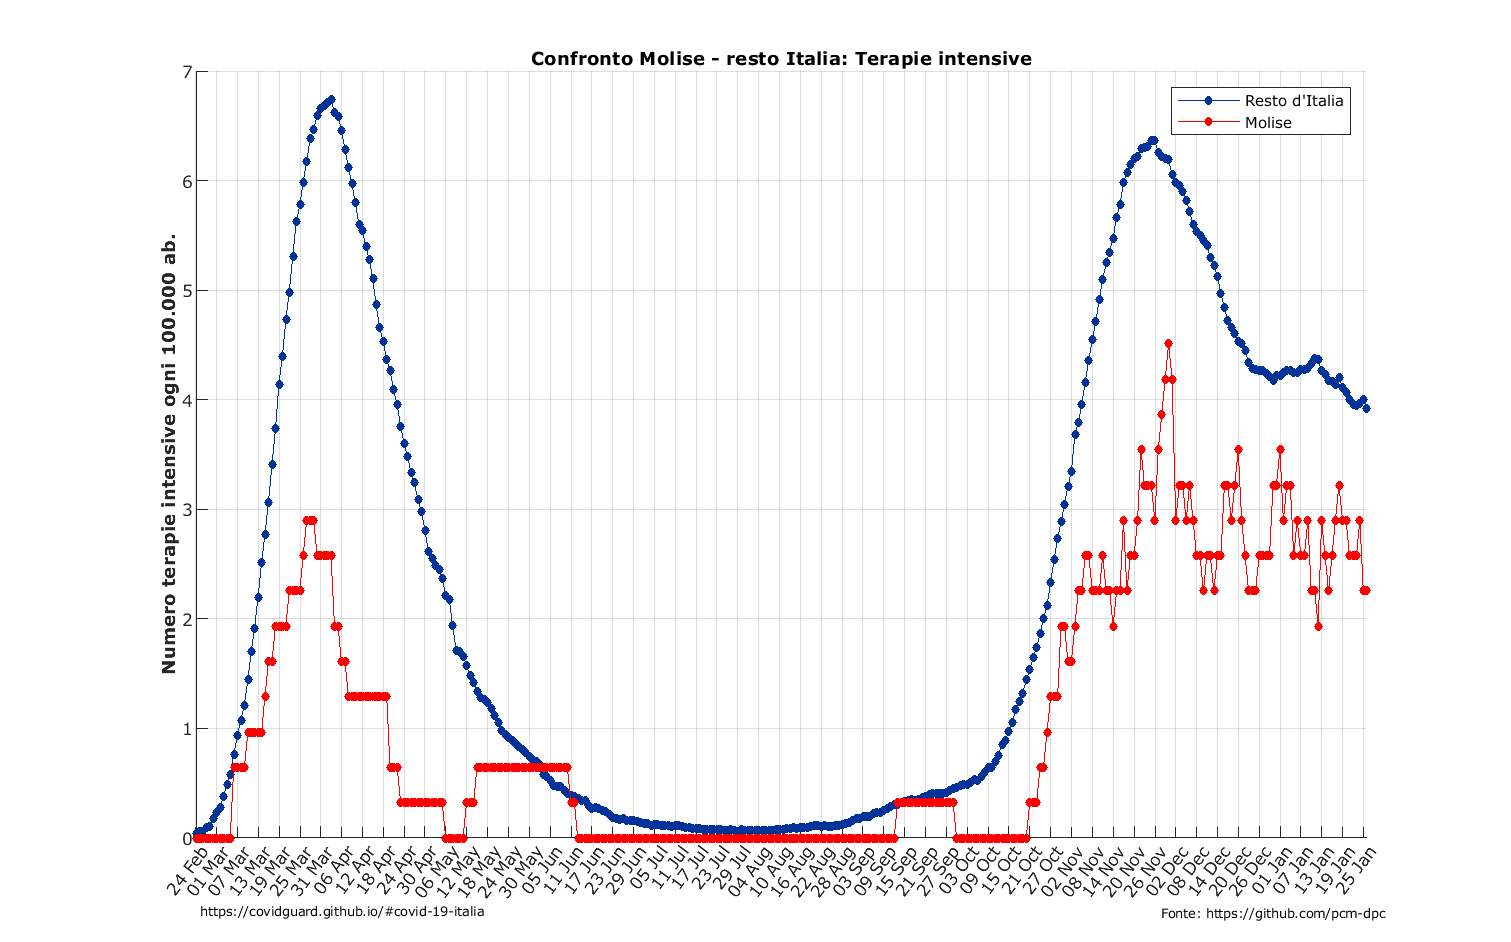 Confronto Molise - resto Italia: Terapie intensive
Resto d'Italia
Molise
Numero terapie intensive ogni 100.000 ab.
7
6
5
4
3
2
1
0
24 Feb
01 Mar
07 Mar
13 Mar
19 Mar
25 Mar
31 Mar
06 Apr
12 Apr
18 Apr
24 Apr
30 Apr
06 May
12 May
18 May
24 May
30 May
05 Jun
11 Jun
17 Jun
23 Jun
29 Jun
05 Jul
11 Jul
17 Jul
23 Jul
29 Jul
04 Aug
10 Aug
16 Aug
22 Aug
28 Aug
03 Sep
09 Sep
15 Sep
21 Sep
27 Sep
03 Oct
09 Oct
15 Oct
21 Oct
27 Oct
02 Nov
08 Nov
14 Nov
20 Nov
26 Nov
02 Dec
08 Dec
14 Dec
20 Dec
26 Dec
01 Jan
07 Jan
13 Jan
19 Jan
25 Jan
https://covidguard.github.io/#covid-19-italia
Fonte: https://github.com/pcm-dpc